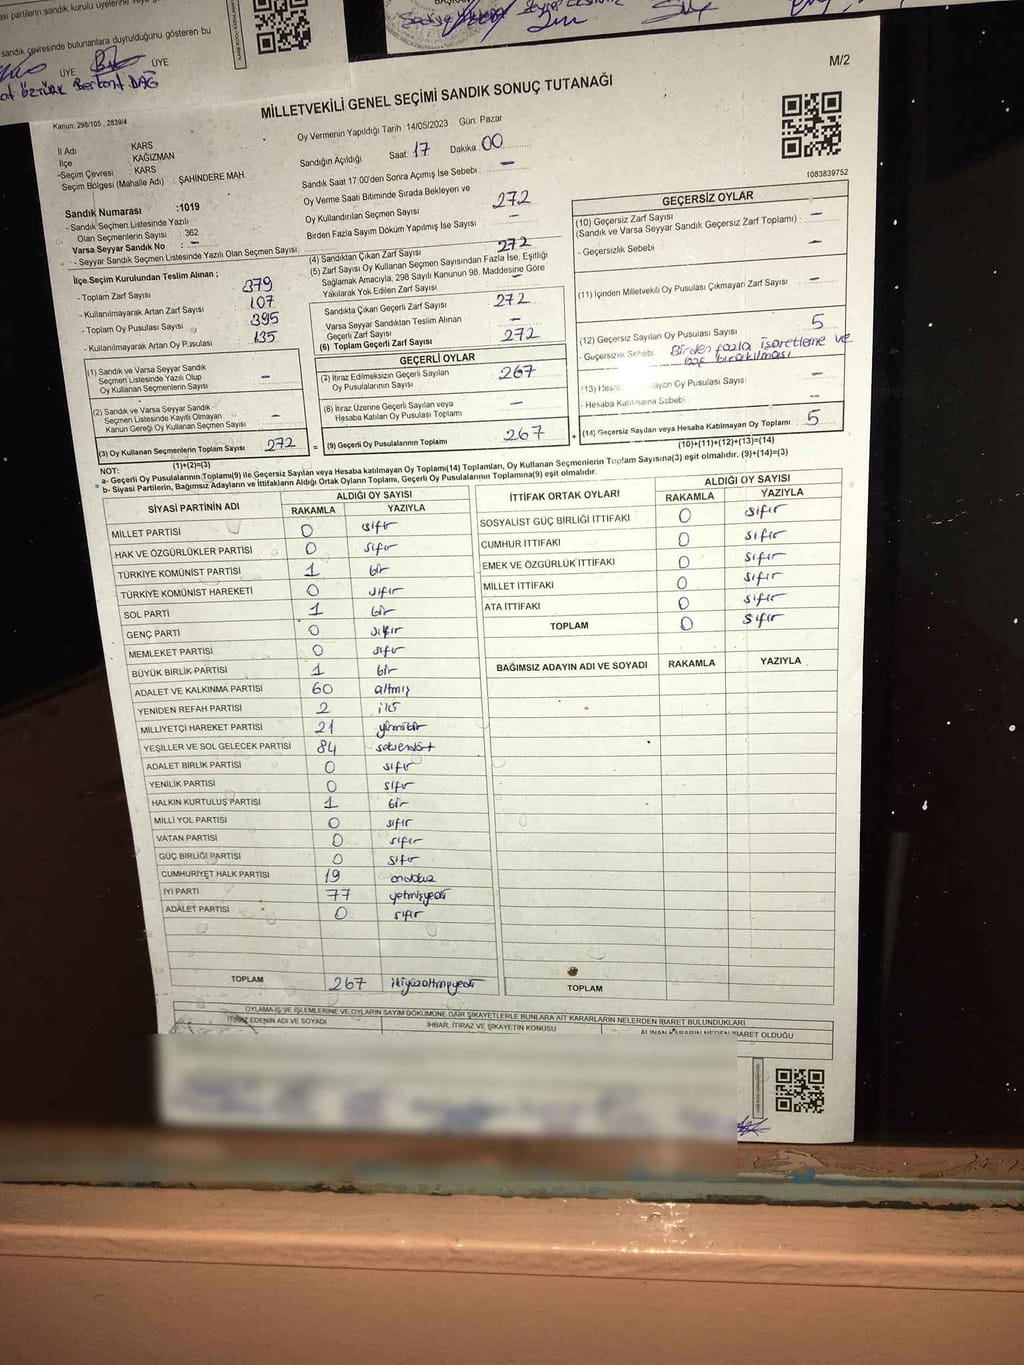 sandık çevresinde bulunanlara duyrulduğunu gösteren bu
ÜYE ÜYE
ÖZTÜRK Berkant DAĞ
M/2
MİLLETVEKİLİ GENEL SEÇİMİ SANDIK SONUÇ TUTANAĞI
Kanun: 298/105 , 2839/4
Oy Vermenin Yapıldığı Tarih : 14/05/2023 Gün: Pazar
İl Adı : KARS
İlçe : KAĞIZMAN
-Seçim Çevresi : KARS
Seçim Bölgesi (Mahalle Adı) : ŞAHİNDERE MAH.
Sandık Numarası :1019
- Sandık Seçmen Listesinde Yazılı
Olan Seçmenlerin Sayısı : 362
Varsa Seyyar Sandık No : -
- Seyyar Sandık Seçmen Listesinde Yazılı Olan Seçmen Sayısı:
Sandığın Açıldığı Saat: 17 Dakika 00
Sandık Saat 17:00'den Sonra Açımış İse Sebebi : -
Oy Verme Saati Bitiminde Sırada Bekleyen ve
Oy Kullandırılan Seçmen Sayısı 272
Birden Fazla Sayım Döküm Yapılmış İse Sayısı -
(4) Sandıktan Çıkan Zarf Sayısı 272
(5) Zarf Sayısı Oy Kullanan Seçmen Sayısından Fazla İse, Eşitliği
Sağlamak Amacıyla, 298 Sayılı Kanunun 98. Maddesine Göre
Yakılarak Yok Edilen Zarf Sayısı -
1083839752
İlçe Seçim Kurulundan Teslim Alınan ;
- Toplam Zarf Sayısı 379
- Kullanılmayarak Artan Zarf Sayısı 107
- Toplam Oy Pusulası Sayısı 395
- Kullanılmayarak Artan Oy Pusulası 135
Sandıkta Çıkan Geçerli Zarf Sayısı 272
Varsa Seyyar Sandıktan Teslim Alınan
Geçerli Zarf Sayısı -
(6) Toplam Geçerli Zarf Sayısı 272
GEÇERSİZ OYLAR
(10) Geçersiz Zarf Sayısı
(Sandık ve Varsa Seyyar Sandık Geçersiz Zarf Toplamı) : -
- Geçersizlik Sebebi : -
(11) İçinden Milletvekili Oy Pusulası Çıkmayan Zarf Sayısı : -
(12) Geçersiz Sayılan Oy Pusulası Sayısı : 5
- Geçersizlik Sebebi : Birden fazla işaretleme ve
boş bırakılması
(13) Hesaba Oy Pusulası Sayısı : -
- Hesaba Katılmama Sebebi : -
(14) Geçersiz Sayılan veya Hesaba Katılmayan Oy Toplamı : 5
(10)+(11)+(12)+(13)=(14)
(1) Sandık ve Varsa Seyyar Sandık
Seçmen Listesinde Yazılı Olup
Oy Kullanan Seçmenlerin Sayısı -
(2) Sandık ve Varsa Seyyar Sandık
Seçmen Listesinde Kayıtlı Olmayan
Kanun Gereği Oy Kullanan Seçmen Sayısı -
(3) Oy Kullanan Seçmenlerin Toplam Sayısı 272
(1)+(2)=(3)
GEÇERLİ OYLAR
(7) İtiraz Edilmeksizin Geçerli Sayılan
Oy Pusulalarının Sayısı 267
(8) İtiraz Üzerine Geçerli Sayılan veya
Hesaba Katılan Oy Pusulası Toplamı -
= (9) Geçerli Oy Pusulalarının Toplamı 267 +
NOT:
a- Geçerli Oy Pusulalarının Toplamı(9) ile Geçersiz Sayılan veya Hesaba katılmayan Oy Toplamı(14) Toplamları, Oy Kullanan Seçmenlerin Toplam Sayısına(3) eşit olmalıdır. (9)+(14)=(3)
b- Siyasi Partilerin, Bağımsız Adayların ve İttifakların Aldığı Ortak Oyların Toplamı, Geçerli Oy Pusulalarının Toplamına(9) eşit olmalıdır.
SİYASİ PARTİNİN ADI ALDIĞI OY SAYISI
RAKAMLA YAZIYLA
MİLLET PARTİSİ 0 sıfır
HAK VE ÖZGÜRLÜKLER PARTİSİ 0 sıfır
TÜRKİYE KOMÜNİST PARTİSİ 1 bir
TÜRKİYE KOMÜNİST HAREKETİ 0 sıfır
SOL PARTİ 1 bir
GENÇ PARTİ 0 sıfır
MEMLEKET PARTİSİ 0 sıfır
BÜYÜK BİRLİK PARTİSİ 1 bir
ADALET VE KALKINMA PARTİSİ 60 altmış
YENİDEN REFAH PARTİSİ 2 iki
MİLLİYETÇİ HAREKET PARTİSİ 21 yirmibir
YEŞİLLER VE SOL GELECEK PARTİSİ 84 seksendört
ADALET BİRLİK PARTİSİ 0 sıfır
YENİLİK PARTİSİ 0 sıfır
HALKIN KURTULUŞ PARTİSİ 1 bir
MİLLİ YOL PARTİSİ 0 sıfır
VATAN PARTİSİ 0 sıfır
GÜÇ BİRLİĞİ PARTİSİ 0 sıfır
CUMHURİYET HALK PARTİSİ 19 ondokuz
İYİ PARTİ 77 yetmişyedi
ADALET PARTİSİ 0 sıfır
TOPLAM 267 ikiyüzaltmışyedi
İTTİFAK ORTAK OYLARI ALDIĞI OY SAYISI
RAKAMLA YAZIYLA
SOSYALİST GÜÇ BİRLİĞİ İTTİFAKI 0 sıfır
CUMHUR İTTİFAKI 0 sıfır
EMEK VE ÖZGÜRLÜK İTTİFAKI 0 sıfır
MİLLET İTTİFAKI 0 sıfır
ATA İTTİFAKI 0 sıfır
TOPLAM 0 sıfır
BAĞIMSIZ ADAYIN ADI VE SOYADI RAKAMLA YAZIYLA
TOPLAM
OYLAMA İŞ VE İŞLEMLERİNE VE OYLARIN SAYIM DÖKÜMÜNE DAİR ŞİKAYETLERLE BUNLARA AİT KARARLARIN NELERDEN İBARET BULUNDUKLARI
İTİRAZ EDENİN ADI VE SOYADI İHBAR, İTİRAZ VE ŞİKAYETİN KONUSU ALINAN KARARIN NEDEN İBARET OLDUĞU